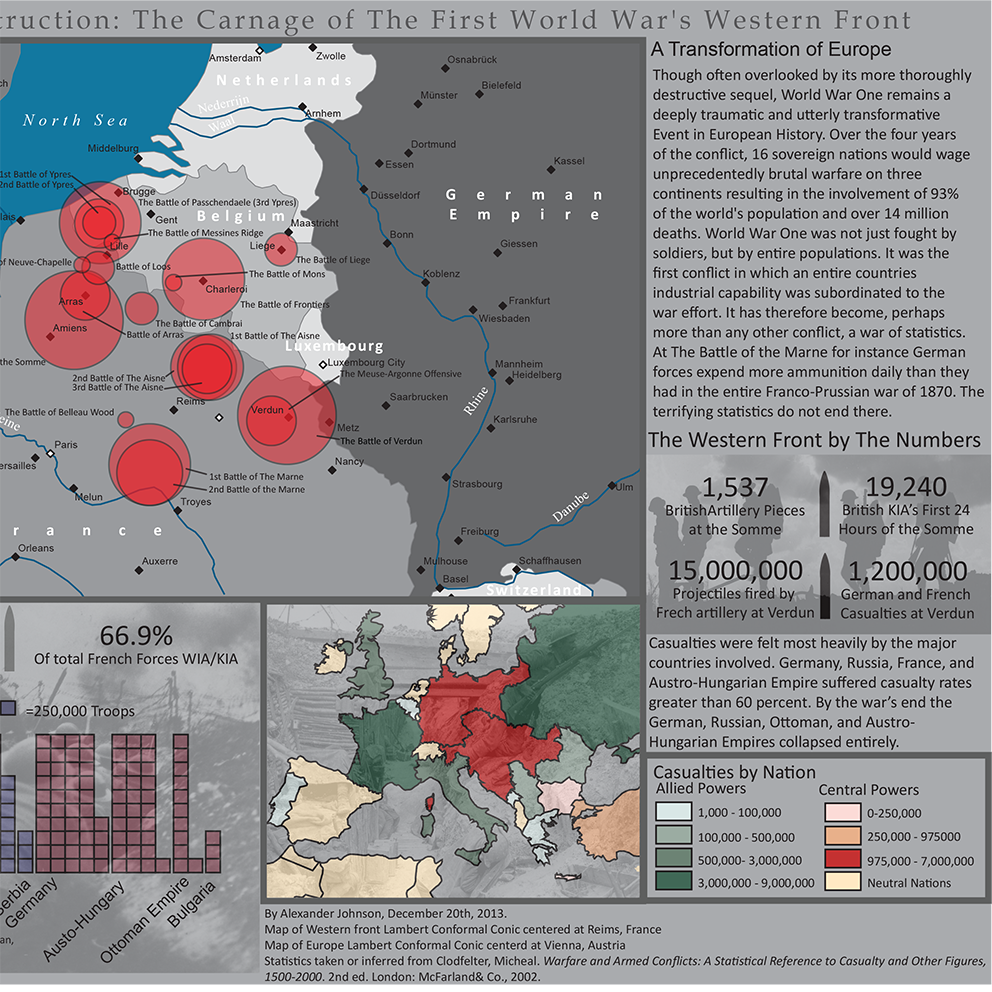 truction: The Carnage of The First World War's Western Front
Amsterdam
Zwolle
Osnabrück
Netherlands
Bielefeld
Münster
Nederrijn
Arnhem
Waal
North Sea
Dortmund
Middelburg
Essen
Kassel
1st Battle of Ypres
2nd Battle of Ypres
Brugge
Düsseldorf
German
Empire
The Battle of Passchendaele (3rd Ypres)
Gent
Belgium
Maastricht
lais
The Battle of Messines Ridge
Bonn
Lille
Liege
Giessen
The Battle of Liege
of Neuve-Chapelle
Battle of Loos
The Battle of Mons
Koblenz
Charleroi
Arras
The Battle of Frontiers
Frankfurt
Wiesbaden
Amiens
The Battle of Cambrai
Battle of Arras
1st Battle of The Aisne
Luxembourg
the Somme
Luxembourg City
Mannheim
Heidelberg
2nd Battle of The Aisne
3rd Battle of The Aisne
The Meuse-Argonne Offensive
Reims
Saarbrucken
Rhine
The Battle of Belleau Wood
Verdun
Karlsruhe
eine
Metz
The Battle of Verdun
Paris
ersailles
Nancy
1st Battle of The Marne
2nd Battle of the Marne
Strasbourg
Ulm
Melun
Troyes
Danube
rance
Freiburg
Orleans
Auxerre
Mulhouse
Schaffhausen
Basel
Switzerland
A Transformation of Europe
Though often overlooked by its more thoroughly
destructive sequel, World War One remains a
deeply traumatic and utterly transformative
Event in European History. Over the four years
of the conflict, 16 sovereign nations would wage
unprecedentedly brutal warfare on three
continents resulting in the involvement of 93%
of the world's population and over 14 million
deaths. World War One was not just fought by
soldiers, but by entire populations. It was the
first conflict in which an entire countries
industrial capability was subordinated to the
war effort. It has therefore become, perhaps
more than any other conflict, a war of statistics.
At The Battle of the Marne for instance German
forces expend more ammunition daily than they
had in the entire Franco-Prussian war of 1870. The
terrifying statistics do not end there.
The Western Front by The Numbers
1,537
BritishArtillery Pieces
at the Somme
19,240
British KIA's First 24
Hours of the Somme
15,000,000
Projectiles fired by
Frech artillery at Verdun
1,200,000
German and French
Casualties at Verdun
Casualties were felt most heavily by the major
countries involved. Germany, Russia, France, and
Austro-Hungarian Empire suffered casualty rates
greater than 60 percent. By the war's end the
German, Russian, Ottoman, and Austro-
Hungarian Empires collapsed entirely.
Casualties by Nation
Allied Powers
1,000 - 100,000
100,000 - 500,000
500,000- 3,000,000
3,000,000 - 9,000,000
Central Powers
0-250,000
250,000 - 975000
975,000 - 7,000,000
Neutral Nations
66.9%
Of total French Forces WIA/KIA
=250,000 Troops
Serbia
Germany
Austo-Hungary
Ottoman Empire
Bulgaria
an,
By Alexander Johnson, December 20th, 2013.
Map of Western front Lambert Conformal Conic centered at Reims, France
Map of Europe Lambert Conformal Conic centerd at Vienna, Austria
Statistics taken or inferred from Clodfelter, Micheal. Warfare and Armed Conflicts: A Statistical Reference to Casualty and Other Figures,
1500-2000. 2nd ed. London: McFarland& Co., 2002.